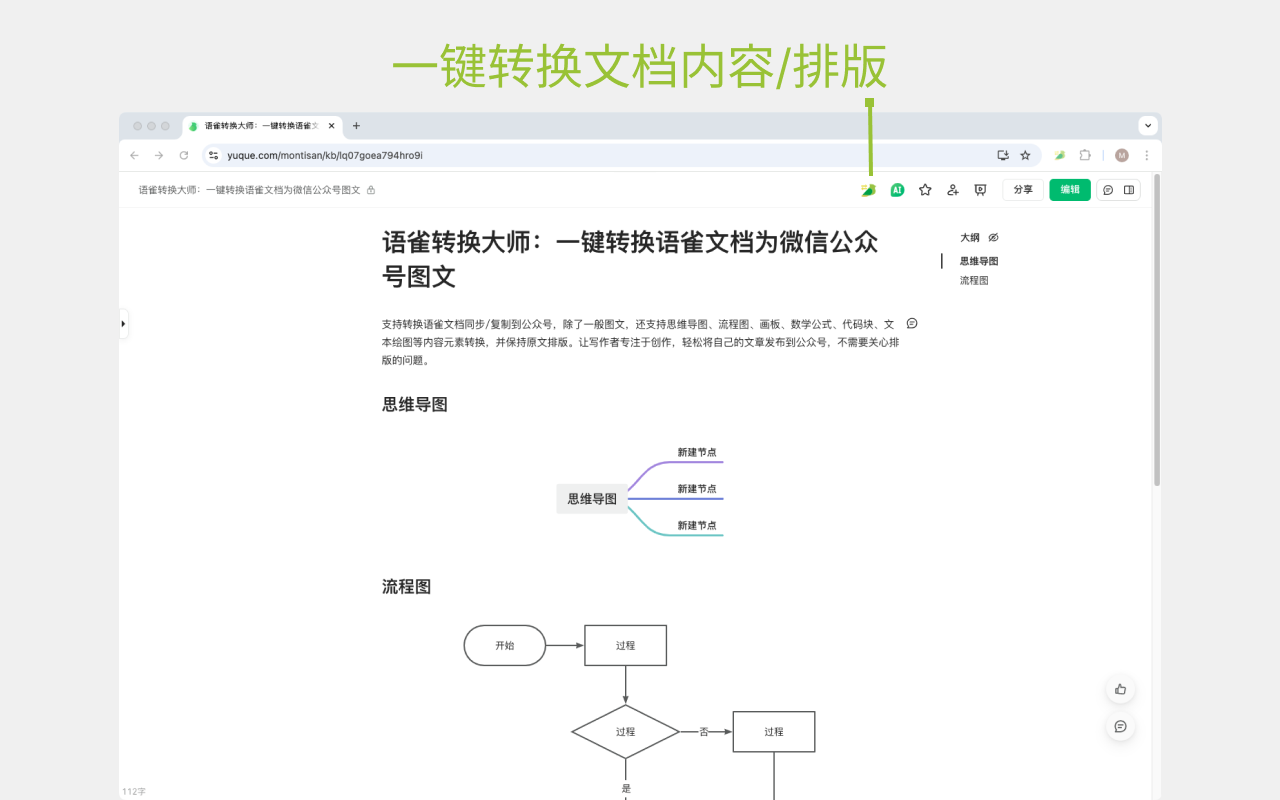 一键转换文档内容/排版
语雀转换大师：一键转换语雀文
yuque.com/montisan/kb/lq07goea794hro9i
M
语雀转换大师：一键转换语雀文档为微信公众号图文
AI
分享
编辑
语雀转换大师：一键转换语雀文档为微信公众
号图文
大纲
思维导图
流程图
支持转换语雀文档同步/复制到公众号，除了一般图文，还支持思维导图、流程图、画板、数学公式、代码块、文
本绘图等内容元素转换，并保持原文排版。让写作者专注于创作，轻松将自己的文章发布到公众号，不需要关心排
版的问题。
思维导图
新建节点
思维导图
新建节点
新建节点
流程图
开始
过程
过程
否
过程
是
112字